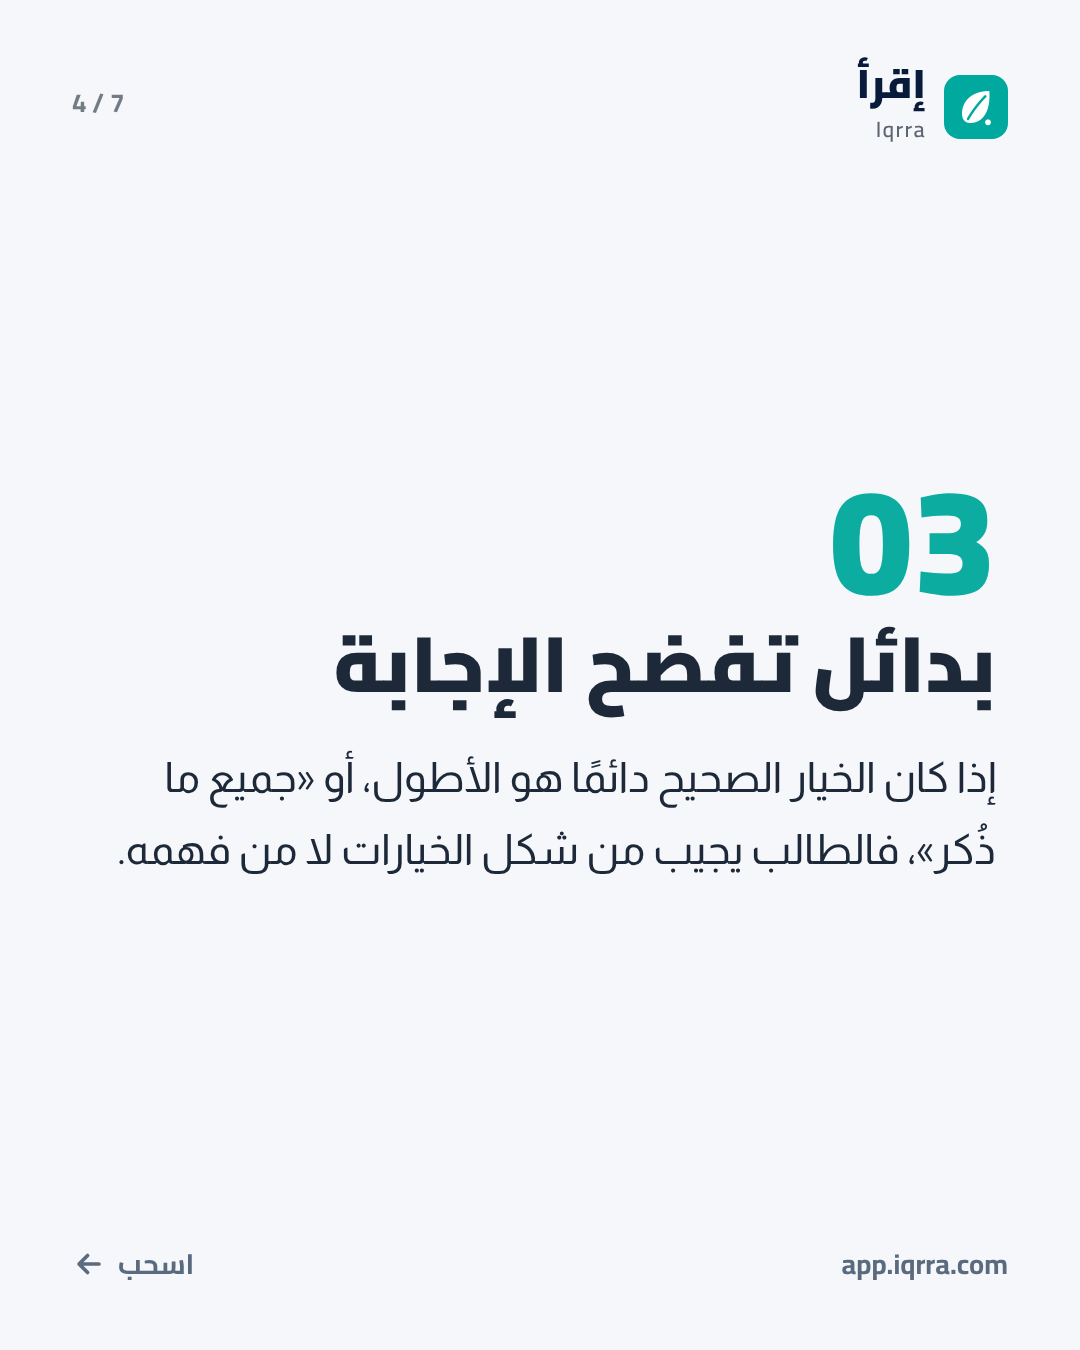 إقرأ
Iqrra
4 / 7
03
بدائل تفضح الإجابة
إذا كان الخيار الصحيح دائمًا هو الأطول، أو «جميع ما
ذُكر»، فالطالب يجيب من شكل الخيارات لا من فهمه.
app.iqrra.com
اسحب ←